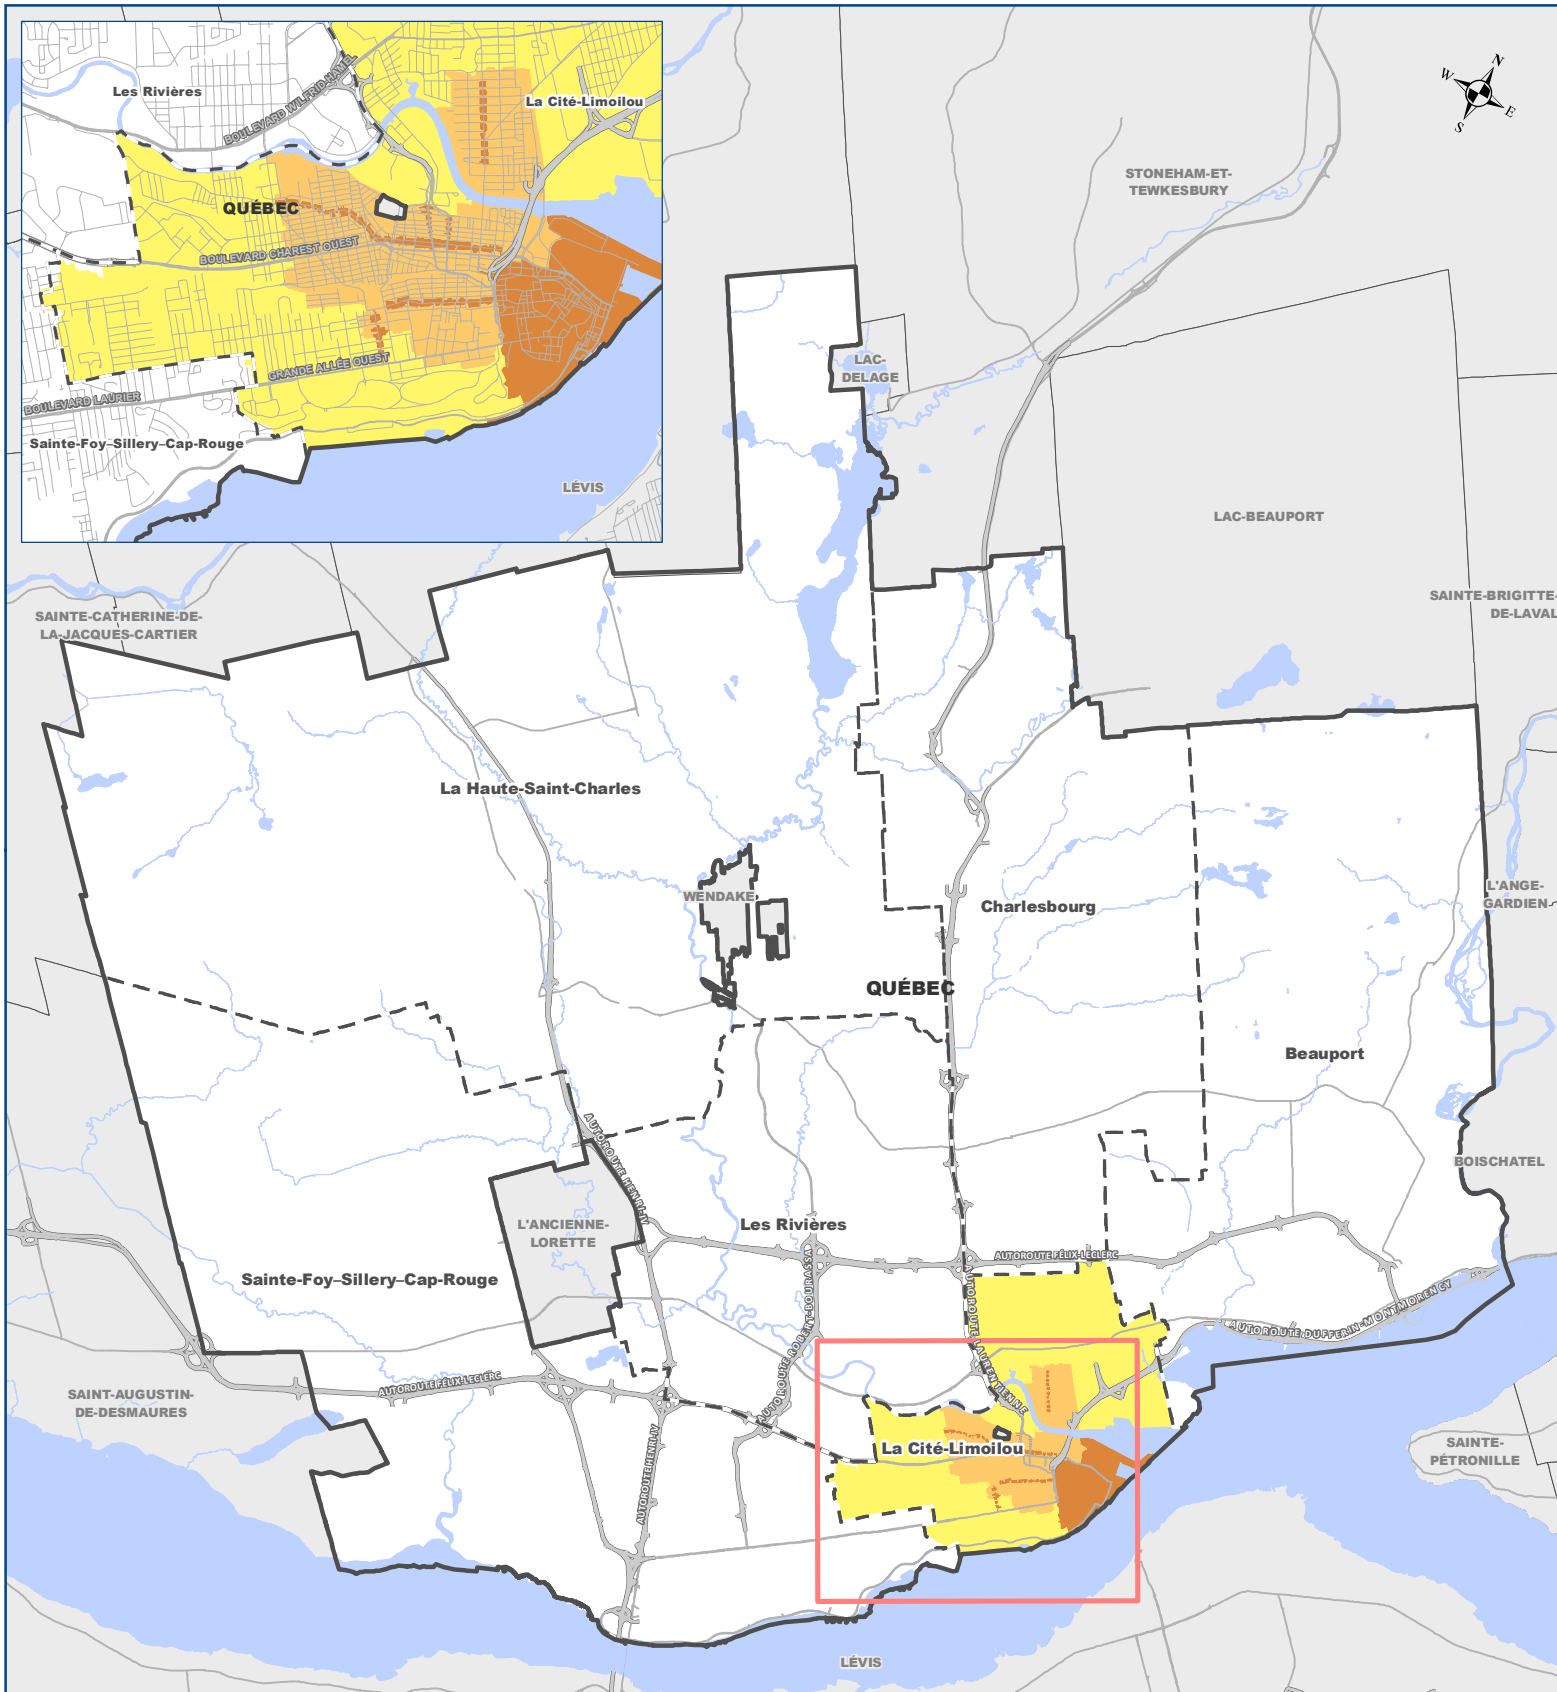 Les Rivières
BOULEVARD WILFRID-HAMEL
La Cité-Limoilou
QUÉBEC
BOULEVARD CHAREST OUEST
GRANDE ALLÉE OUEST
BOULEVARD LAURIER
Sainte-Foy–Sillery–Cap-Rouge
LÉVIS
N
W
E
S
STONEHAM-ET-
TEWKESBURY
LAC-
DELAGE
LAC-BEAUPORT
SAINTE-BRIGITTE-
DE-LAVAL
SAINTE-CATHERINE-DE-
LA-JACQUES-CARTIER
La Haute-Saint-Charles
WENDAKE
Charlesbourg
L'ANGE-
GARDIEN
QUÉBEC
Beauport
AUTOROUTE HENRI-IV
BOISCHATEL
L'ANCIENNE-
LORETTE
Les Rivières
AUTOROUTE FÉLIX-LECLERC
Sainte-Foy–Sillery–Cap-Rouge
AUTOROUTE ROBERT-BOURASSA
AUTOROUTE LAURENTIENNE
AUTOROUTE DUFFERIN-MONTMORENCY
SAINT-AUGUSTIN-
DE-DESMAURES
AUTOROUTE FÉLIX-LECLERC
AUTOROUTE HENRI-IV
La Cité-Limoilou
SAINTE-
PÉTRONILLE
LÉVIS